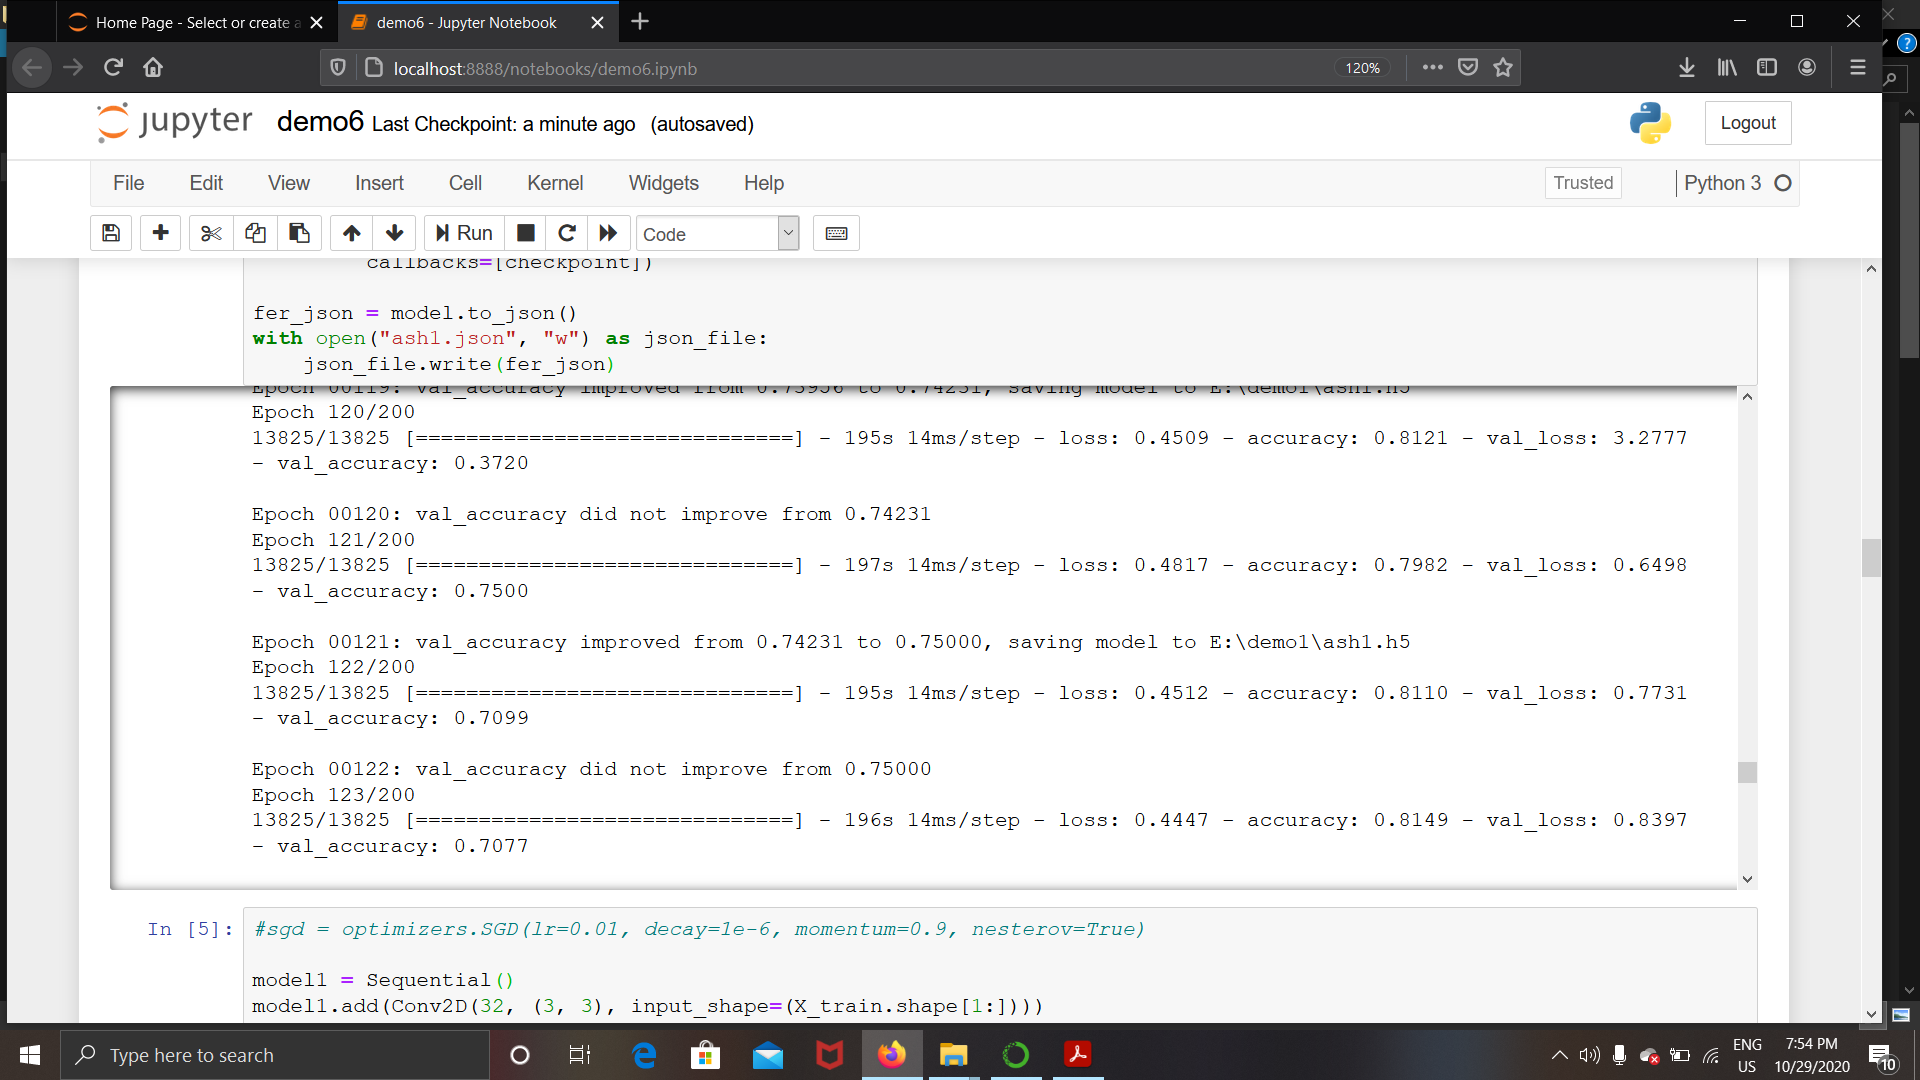 Home Page - Select or create a
demo6 - Jupyter Notebook
localhost:8888/notebooks/demo6.ipynb
120%
jupyter demo6 Last Checkpoint: a minute ago (autosaved)
Logout
File Edit View Insert Cell Kernel Widgets Help
Trusted
Python 3
Run
Code
callbacks=[checkpoint])
fer_json = model.to_json()
with open("ash1.json", "w") as json_file:
    json_file.write(fer_json)
Epoch 00119: val_accuracy improved from 0.73956 to 0.74231, saving model to E:\demo1\ash1.h5
Epoch 120/200
13825/13825 [==============================] - 195s 14ms/step - loss: 0.4509 - accuracy: 0.8121 - val_loss: 3.2777
- val_accuracy: 0.3720
Epoch 00120: val_accuracy did not improve from 0.74231
Epoch 121/200
13825/13825 [==============================] - 197s 14ms/step - loss: 0.4817 - accuracy: 0.7982 - val_loss: 0.6498
- val_accuracy: 0.7500
Epoch 00121: val_accuracy improved from 0.74231 to 0.75000, saving model to E:\demo1\ash1.h5
Epoch 122/200
13825/13825 [==============================] - 195s 14ms/step - loss: 0.4512 - accuracy: 0.8110 - val_loss: 0.7731
- val_accuracy: 0.7099
Epoch 00122: val_accuracy did not improve from 0.75000
Epoch 123/200
13825/13825 [==============================] - 196s 14ms/step - loss: 0.4447 - accuracy: 0.8149 - val_loss: 0.8397
- val_accuracy: 0.7077
In [5]: #sgd = optimizers.SGD(lr=0.01, decay=1e-6, momentum=0.9, nesterov=True)
model1 = Sequential()
model1.add(Conv2D(32, (3, 3), input_shape=(X_train.shape[1:])))
Type here to search
ENG
US
7:54 PM
10/29/2020
10